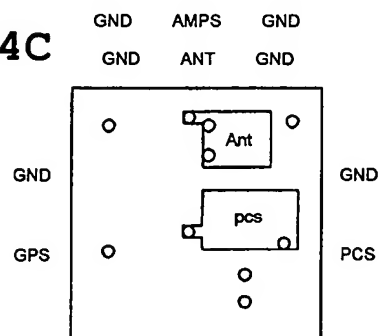 GND AMPS GND
4C
GND ANT GND
Ant
GND GND
pcs
GPS PCS